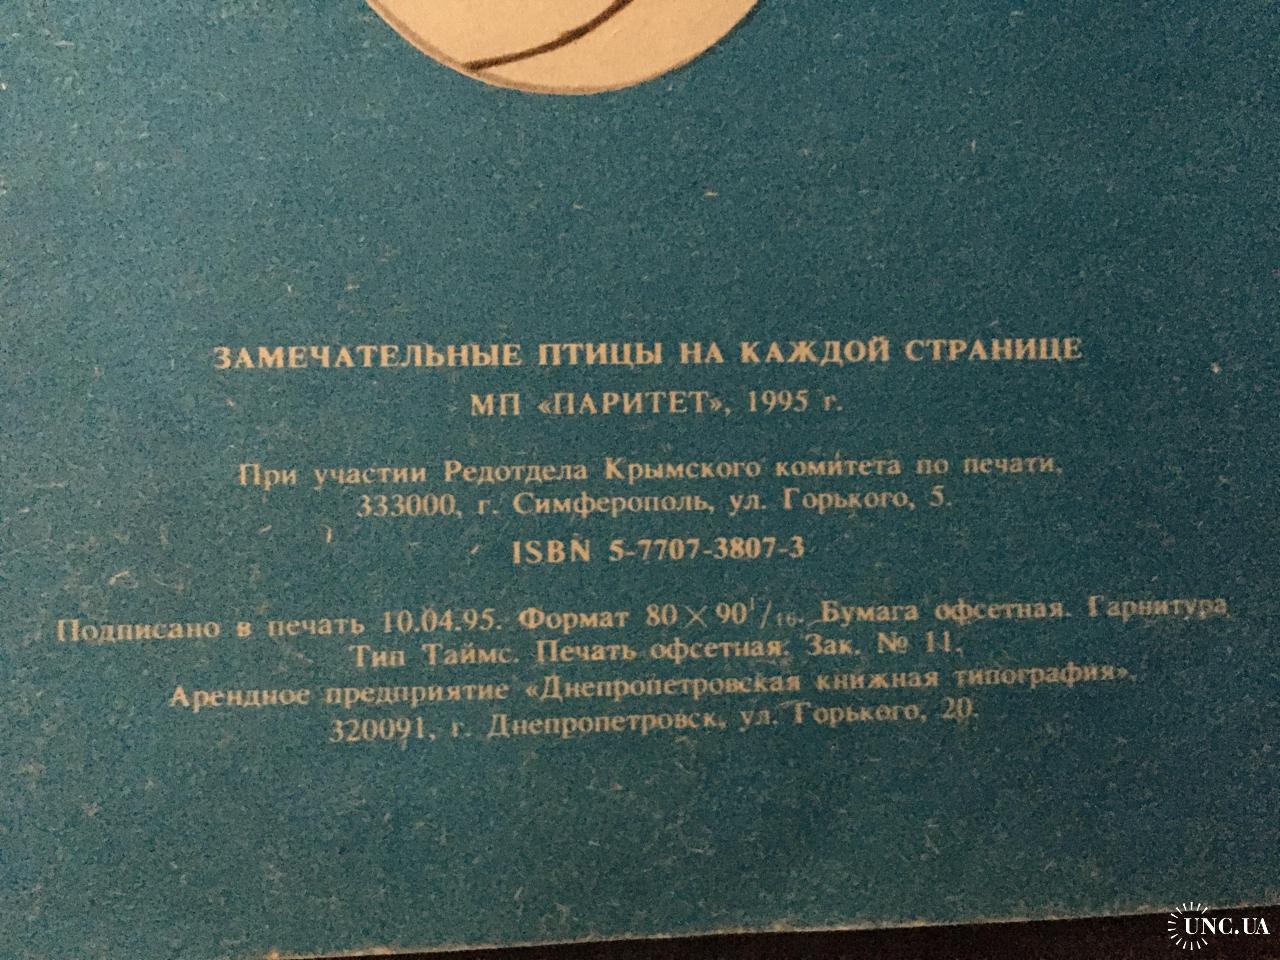 ЗАМЕЧАТЕЛЬНЫЕ ПТИЦЫ НА КАЖДОЙ СТРАНИЦЕ
МП «ПАРИТЕТ», 1995 г.
При участии Редотдела Крымского комитета по печати.
333000, г. Симферополь, ул. Горького, 5.
ISBN 5-7707-3807-3
Подписано в печать 10.04.95. Формат 80×90¹/₁₆. Бумага офсетная. Гарнитура
Тип Таймс. Печать офсетная. Зак. № 11.
Арендное предприятие «Днепропетровская книжная типография».
320091, г. Днепропетровск, ул. Горького, 20.
UNC.UA